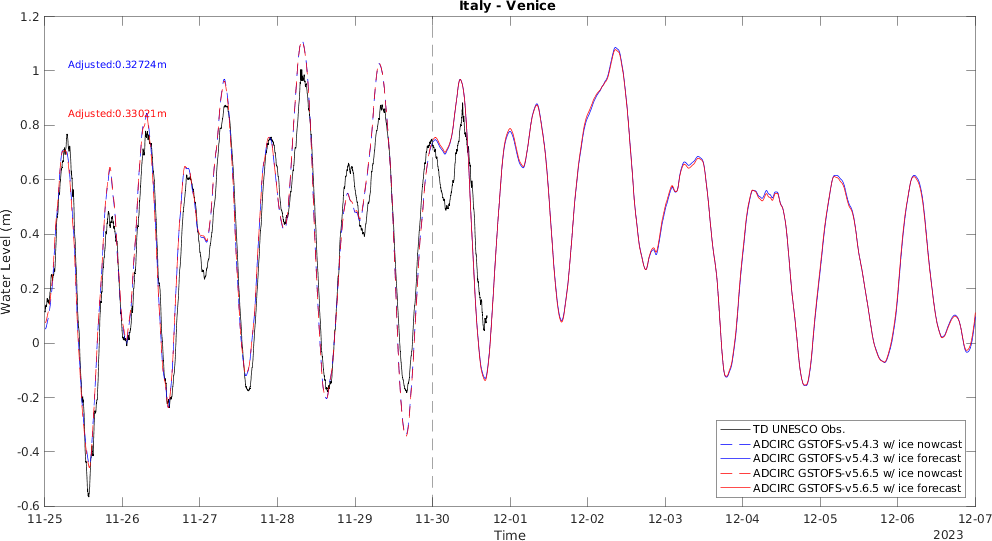 Italy - Venice
1.2
1
0.8
0.6
0.4
0.2
0
-0.2
-0.4
-0.6
Water Level (m)
Adjusted:0.32724m
Adjusted:0.33021m
TD UNESCO Obs.
ADCIRC GSTOFS-v5.4.3 w/ ice nowcast
ADCIRC GSTOFS-v5.4.3 w/ ice forecast
ADCIRC GSTOFS-v5.6.5 w/ ice nowcast
ADCIRC GSTOFS-v5.6.5 w/ ice forecast
11-25 11-26 11-27 11-28 11-29 11-30 12-01 12-02 12-03 12-04 12-05 12-06 12-07
Time
2023